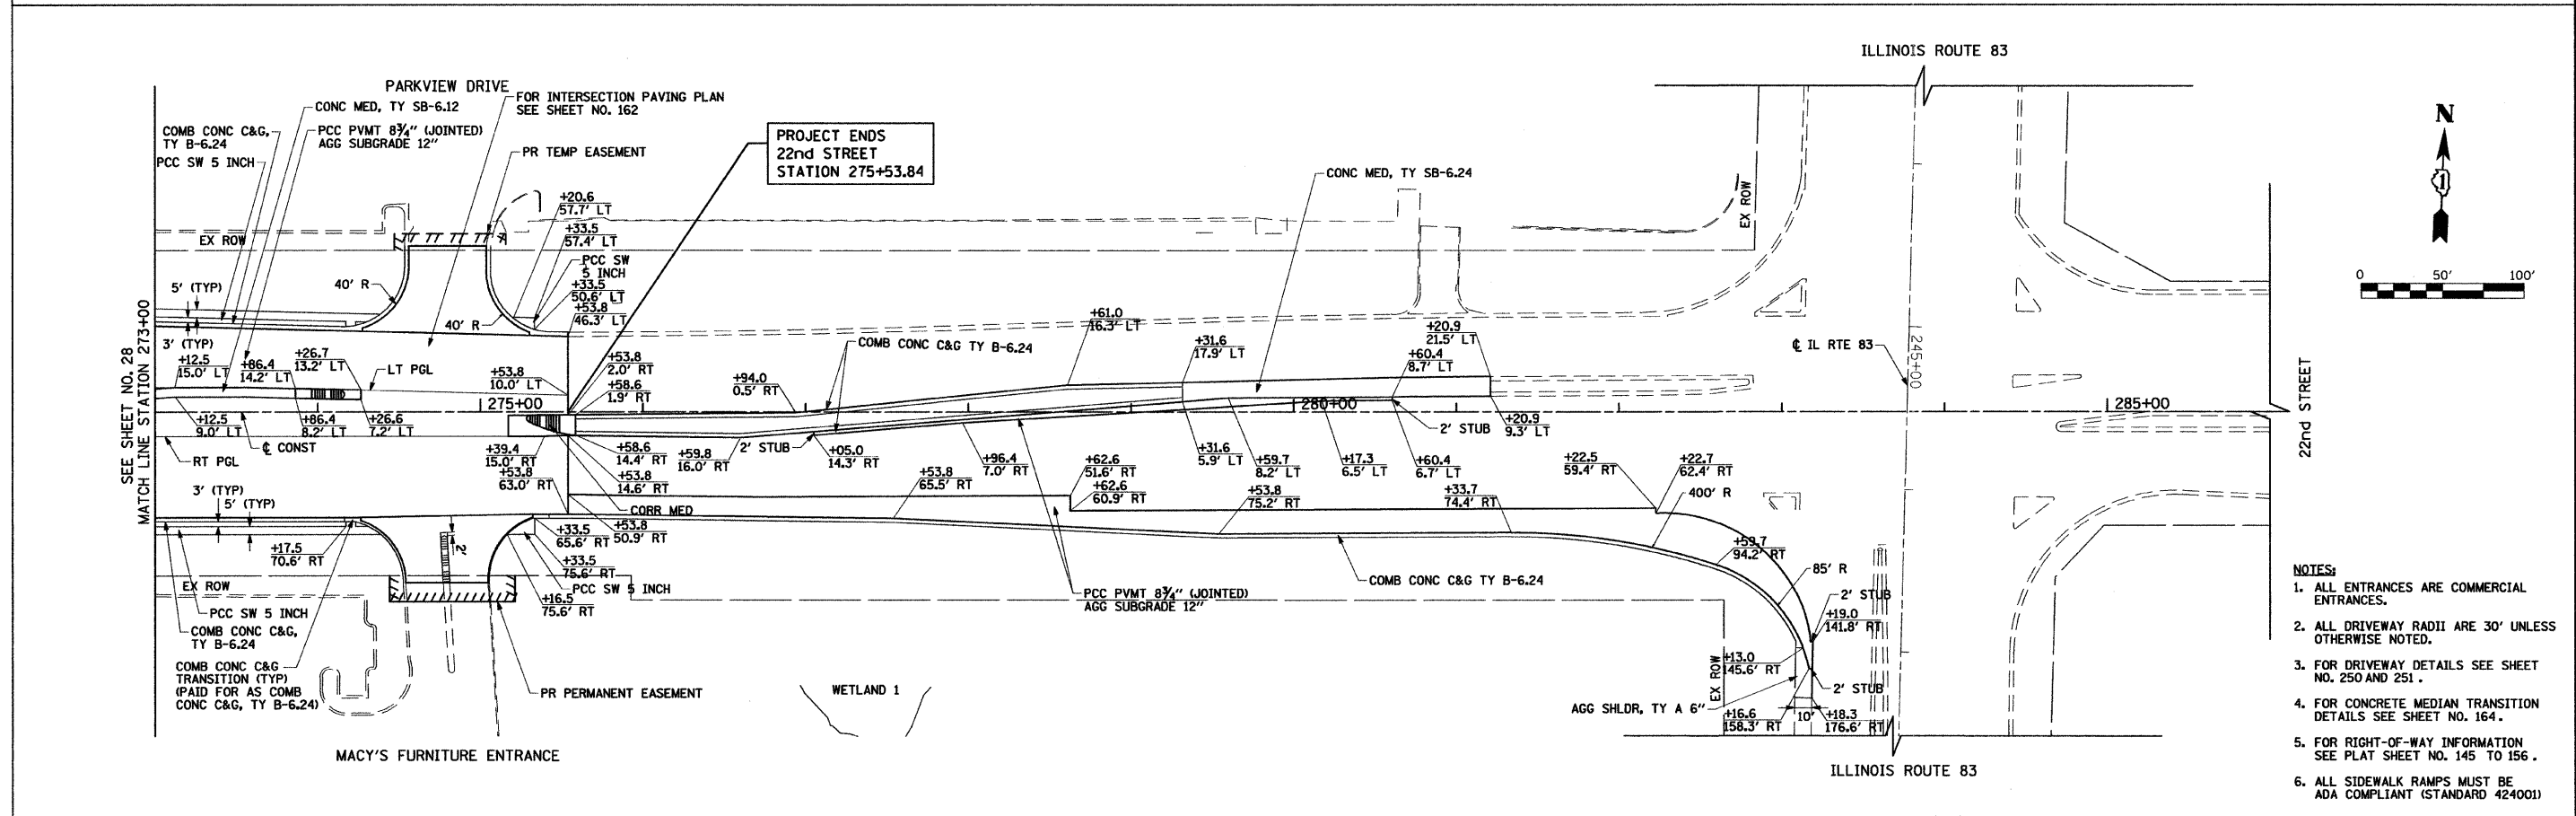 ILLINOIS ROUTE 83
PARKVIEW DRIVE
FOR INTERSECTION PAVING PLAN
SEE SHEET NO. 162
CONC MED, TY SB-6.12
COMB CONC C&G,
TY B-6.24
PCC PVMT 8¾" (JOINTED)
AGG SUBGRADE 12"
PCC SW 5 INCH
PR TEMP EASEMENT
PROJECT ENDS
22nd STREET
STATION 275+53.84
CONC MED, TY SB-6.24
N
1
EX ROW
EX ROW
+20.6
57.7' LT
+33.5
57.4' LT
PCC SW
5 INCH
+33.5
50.6' LT
+53.8
46.3' LT
40' R
40' R
5' (TYP)
3' (TYP)
0 50' 100'
SEE SHEET NO. 28
MATCH LINE STATION 273+00
+12.5
15.0' LT
+86.4
14.2' LT
+26.7
13.2' LT
LT PGL
+53.8
10.0' LT
+53.8
2.0' RT
+58.6
1.9' RT
+94.0
0.5' RT
COMB CONC C&G TY B-6.24
+61.0
16.3' LT
+31.6
17.9' LT
+20.9
21.5' LT
+60.4
8.7' LT
℄ IL RTE 83
245+00
22nd STREET
275+00
280+00
285+00
+12.5
9.0' LT
℄ CONST
+86.4
8.2' LT
+26.6
7.2' LT
RT PGL
+39.4
15.0' RT
+53.8
63.0' RT
+58.6
14.4' RT
+53.8
14.6' RT
+59.8
16.0' RT
2' STUB
+05.0
14.3' RT
+96.4
7.0' RT
+53.8
65.5' RT
+62.6
51.6' RT
+62.6
60.9' RT
+31.6
5.9' LT
+59.7
8.2' LT
+17.3
6.5' LT
+60.4
6.7' LT
2' STUB
+20.9
9.3' LT
+53.8
75.2' RT
+33.7
74.4' RT
+22.5
59.4' RT
+22.7
62.4' RT
400' R
3' (TYP)
5' (TYP)
CORR MED
+17.5
70.6' RT
2'
+33.5
65.6' RT
+53.8
50.9' RT
+33.5
75.6' RT
PCC SW 5 INCH
+16.5
75.6' RT
EX ROW
PCC SW 5 INCH
COMB CONC C&G,
TY B-6.24
COMB CONC C&G
TRANSITION (TYP)
(PAID FOR AS COMB
CONC C&G, TY B-6.24)
PR PERMANENT EASEMENT
MACY'S FURNITURE ENTRANCE
WETLAND 1
PCC PVMT 8¾" (JOINTED)
AGG SUBGRADE 12"
COMB CONC C&G TY B-6.24
+59.7
94.2' RT
85' R
2' STUB
+19.0
141.8' RT
+13.0
145.6' RT
EX ROW
2' STUB
AGG SHLDR, TY A 6"
+16.6
158.3' RT
10'
+18.3
176.6' RT
ILLINOIS ROUTE 83
NOTES:
1. ALL ENTRANCES ARE COMMERCIAL
ENTRANCES.
2. ALL DRIVEWAY RADII ARE 30' UNLESS
OTHERWISE NOTED.
3. FOR DRIVEWAY DETAILS SEE SHEET
NO. 250 AND 251.
4. FOR CONCRETE MEDIAN TRANSITION
DETAILS SEE SHEET NO. 164.
5. FOR RIGHT-OF-WAY INFORMATION
SEE PLAT SHEET NO. 145 TO 156.
6. ALL SIDEWALK RAMPS MUST BE
ADA COMPLIANT (STANDARD 424001)